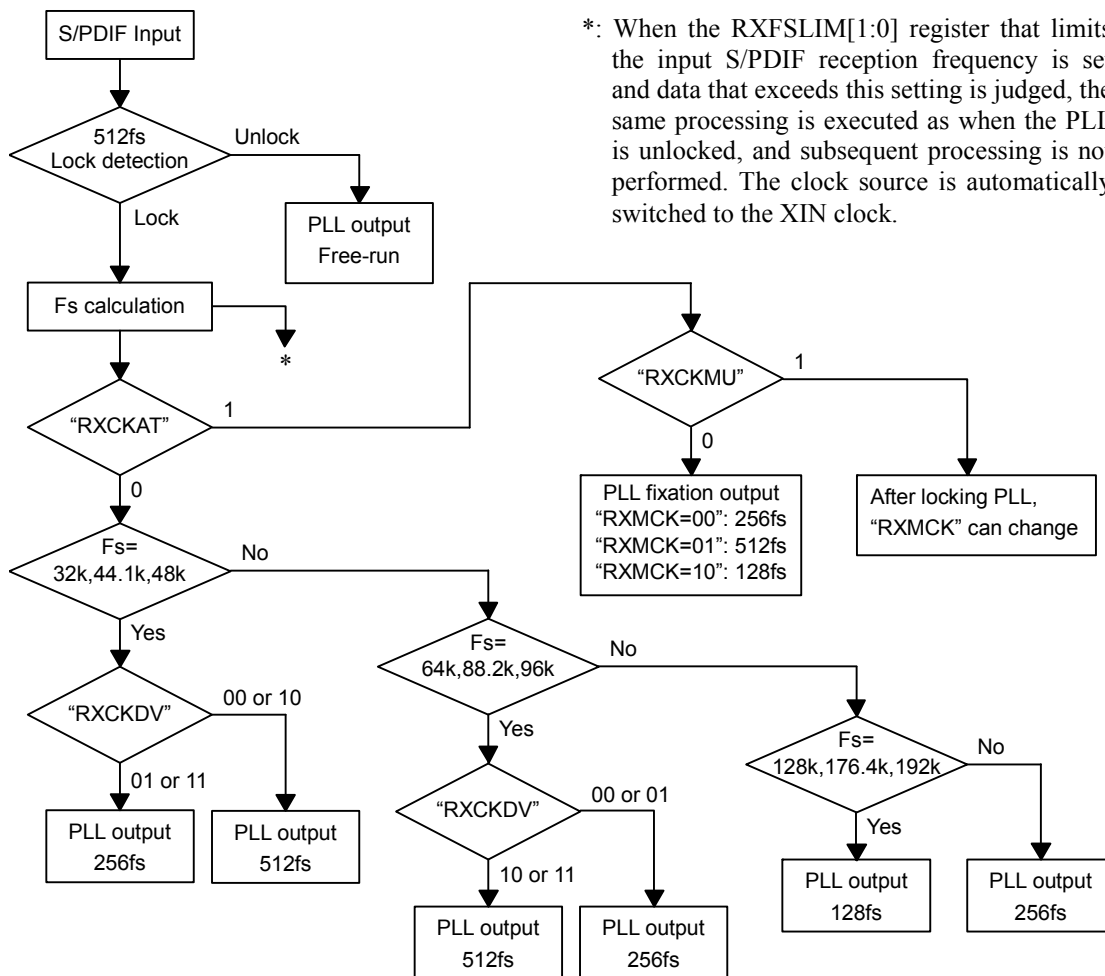 S/PDIF Input
*: When the RXFSLIM[1:0] register that limits
the input S/PDIF reception frequency is set
and data that exceeds this setting is judged, the
same processing is executed as when the PLL
is unlocked, and subsequent processing is not
performed. The clock source is automatically
switched to the XIN clock.
512fs
Lock detection
Unlock
Lock
PLL output
Free-run
Fs calculation
*
“RXCKAT”
1
0
“RXCKMU”
1
0
PLL fixation output
“RXMCK=00”: 256fs
“RXMCK=01”: 512fs
“RXMCK=10”: 128fs
After locking PLL,
“RXMCK” can change
Fs=
32k,44.1k,48k
No
Yes
“RXCKDV”
00 or 10
01 or 11
PLL output
256fs
PLL output
512fs
Fs=
64k,88.2k,96k
No
Yes
“RXCKDV”
00 or 01
10 or 11
PLL output
512fs
PLL output
256fs
Fs=
128k,176.4k,192k
No
Yes
PLL output
128fs
PLL output
256fs